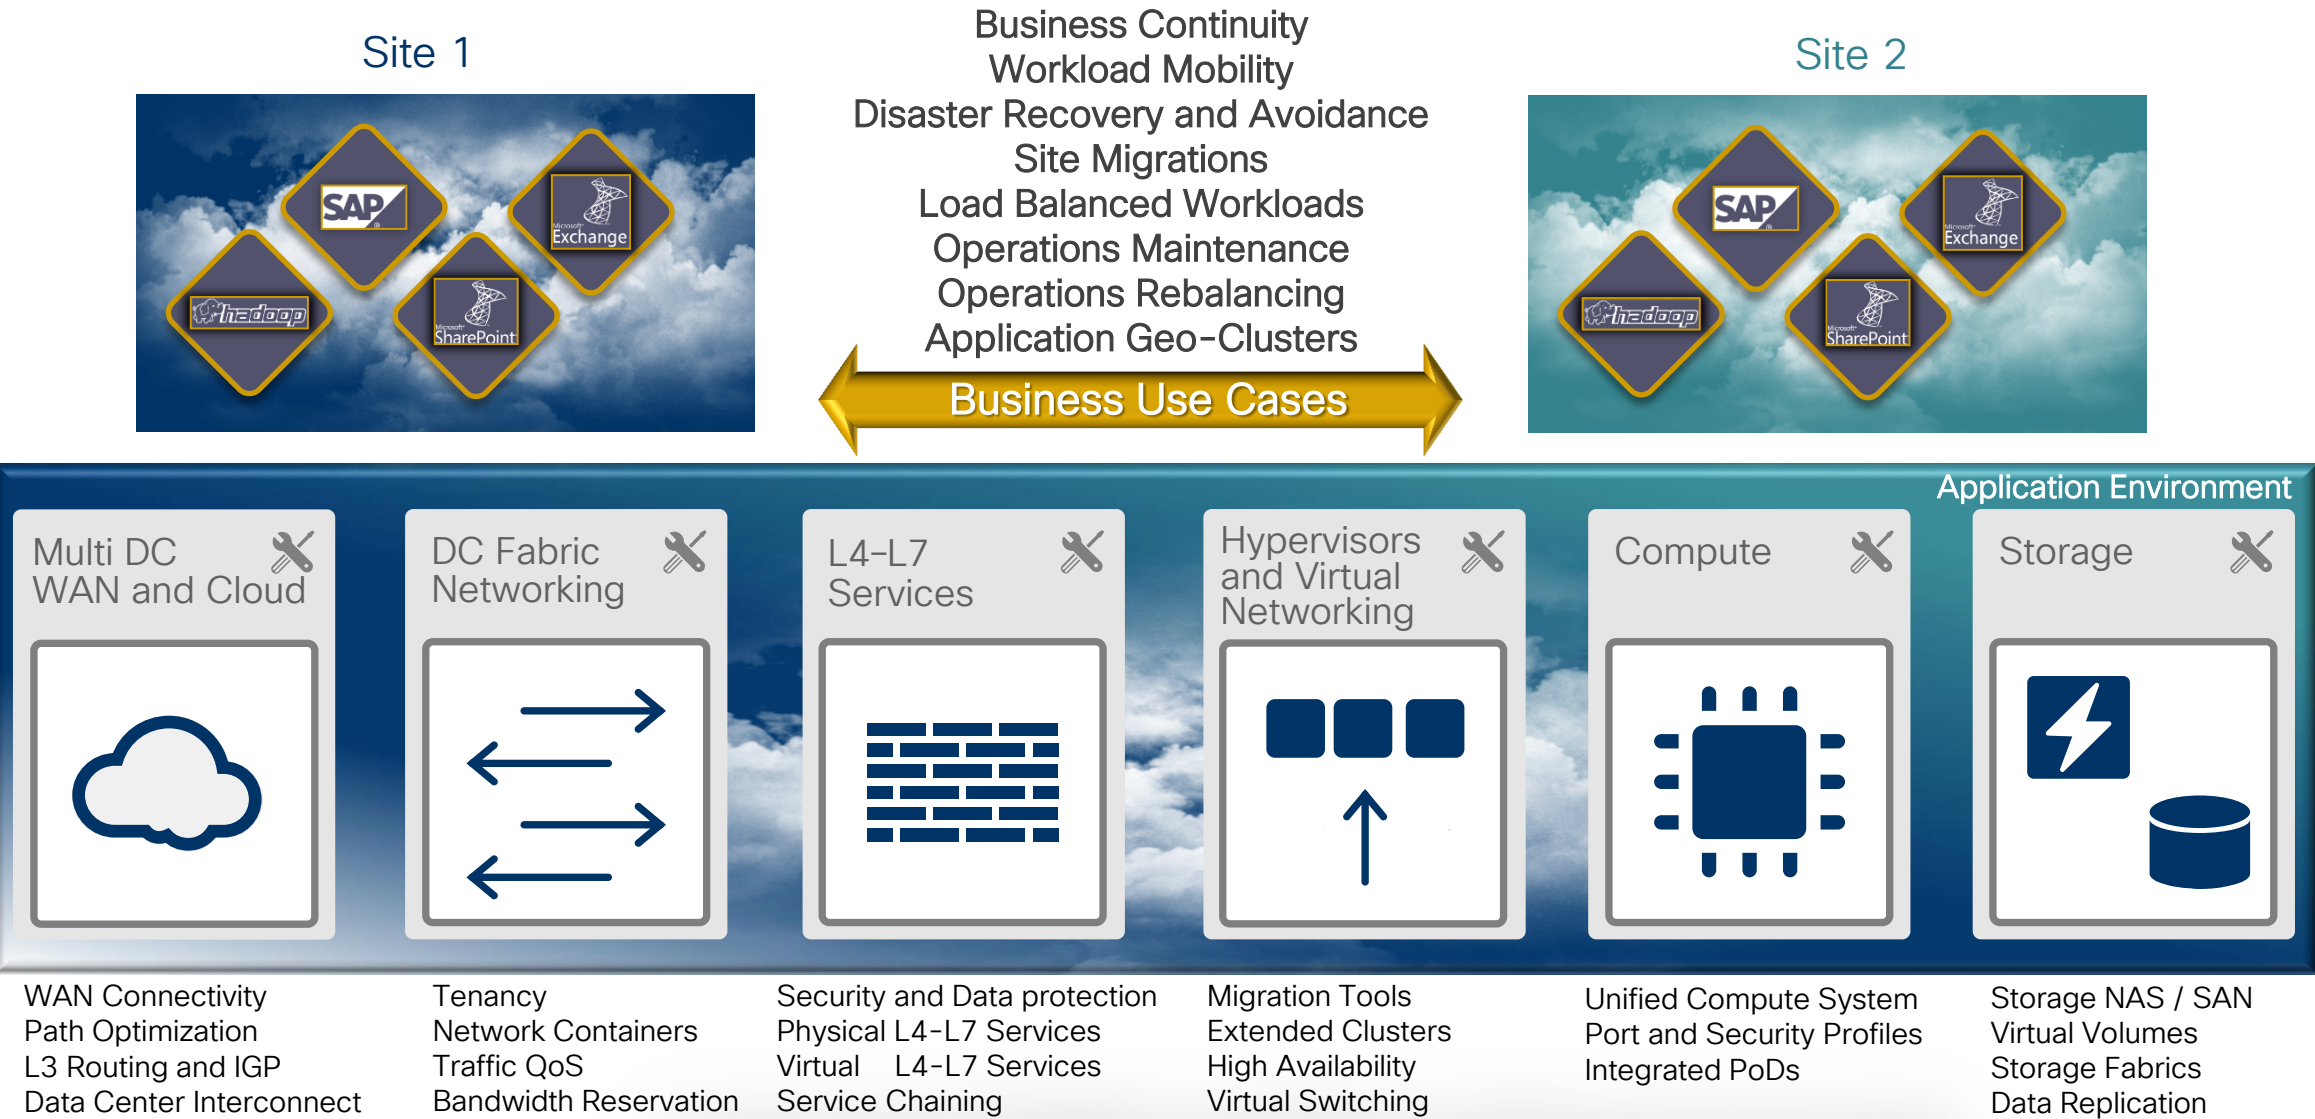 Site 1
Business Continuity
Workload Mobility
Disaster Recovery and Avoidance
Site Migrations
Load Balanced Workloads
Operations Maintenance
Operations Rebalancing
Application Geo-Clusters
Business Use Cases
Site 2
SAP
®
Microsoft®
Exchange
hadoop
Microsoft®
SharePoint
SAP
®
Microsoft®
Exchange
hadoop
Microsoft®
SharePoint
Application Environment
Multi DC
WAN and Cloud
DC Fabric
Networking
L4-L7
Services
Hypervisors
and Virtual
Networking
Compute
Storage
WAN Connectivity
Path Optimization
L3 Routing and IGP
Data Center Interconnect
Tenancy
Network Containers
Traffic QoS
Bandwidth Reservation
Security and Data protection
Physical L4-L7 Services
Virtual L4-L7 Services
Service Chaining
Migration Tools
Extended Clusters
High Availability
Virtual Switching
Unified Compute System
Port and Security Profiles
Integrated PoDs
Storage NAS / SAN
Virtual Volumes
Storage Fabrics
Data Replication